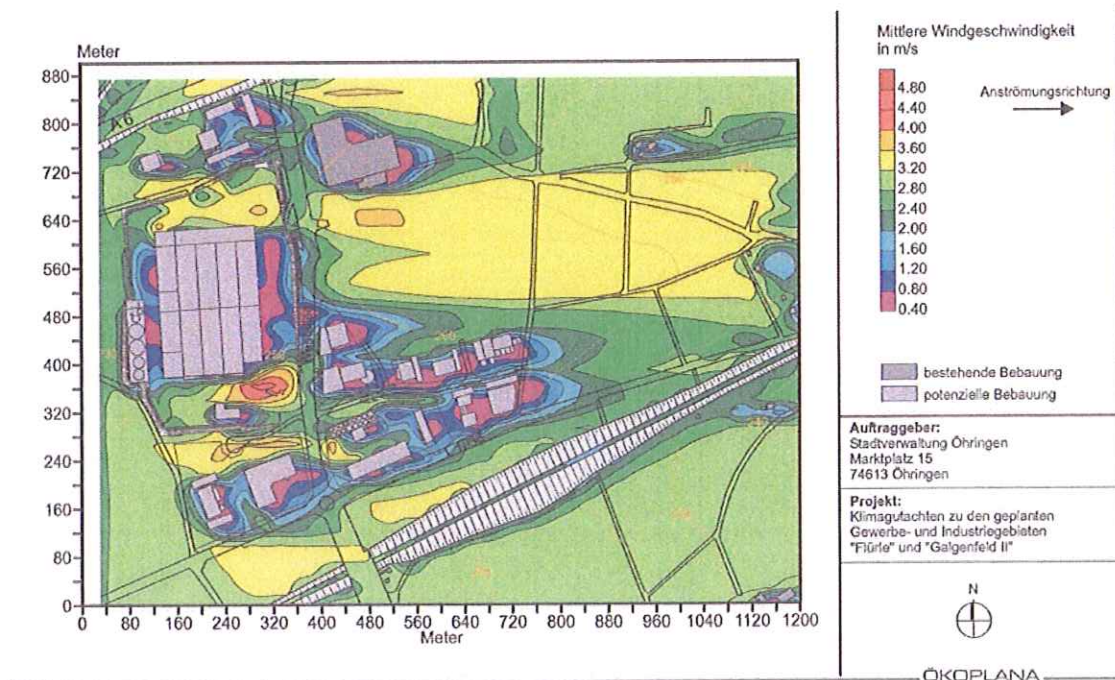 Meter
880
800
720
640
560
480
400
320
240
160
80
0
0 80 160 240 320 400 480 560 640 720 800 880 960 1040 1120 1200
Meter
A6
Mittlere Windgeschwindigkeit
in m/s
4.80
4.40
4.00
3.60
3.20
2.80
2.40
2.00
1.60
1.20
0.80
0.40
Anströmungsrichtung
bestehende Bebauung
potenzielle Bebauung
Auftraggeber:
Stadtverwaltung Öhringen
Marktplatz 15
74613 Öhringen
Projekt:
Klimagutachten zu den geplanten
Gewerbe- und Industriegebieten
"Flürle" und "Galgenfeld II"
N
ÖKOPLANA